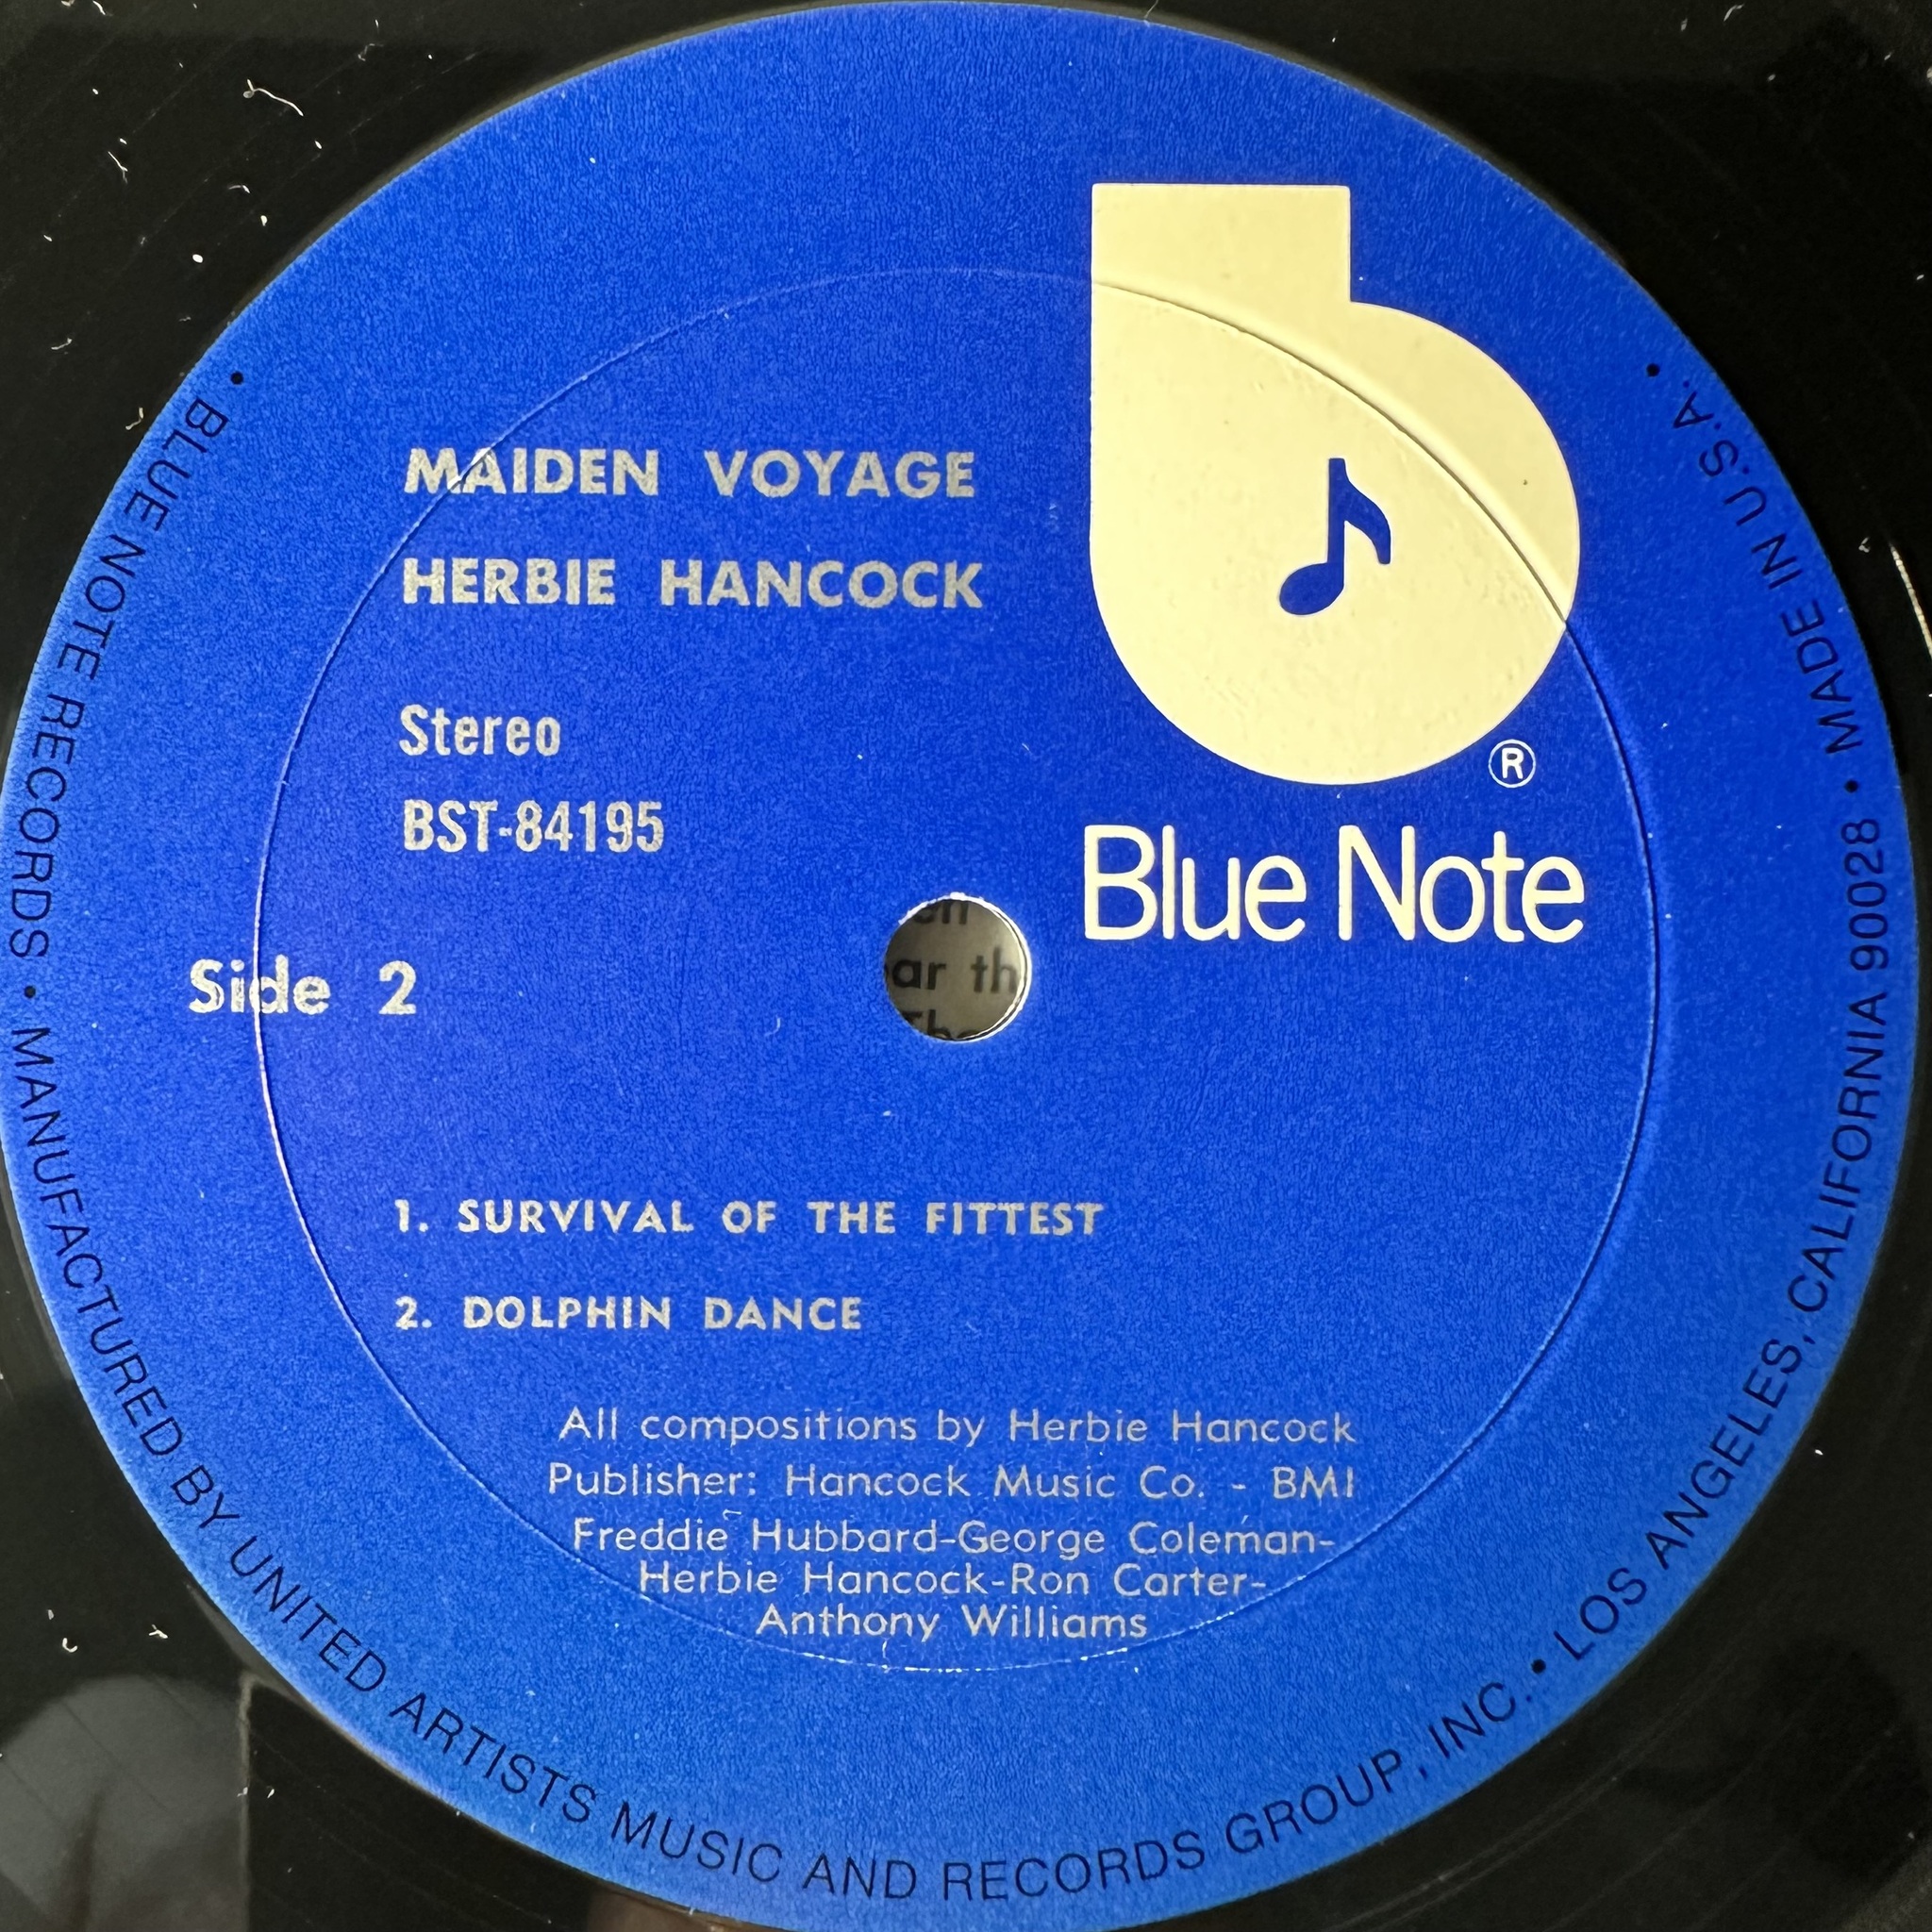 MAIDEN VOYAGE
HERBIE HANCOCK
Stereo
BST-84195
®
Blue Note
Side 2
ar th
1. SURVIVAL OF THE FITTEST
2. DOLPHIN DANCE
All compositions by Herbie Hancock
Publisher: Hancock Music Co. - BMI
Freddie Hubbard-George Coleman-
Herbie Hancock-Ron Carter-
Anthony Williams
• BLUE NOTE RECORDS • MANUFACTURED BY UNITED ARTISTS MUSIC AND RECORDS GROUP, INC. • LOS ANGELES, CALIFORNIA 90028 • MADE IN U.S.A. •